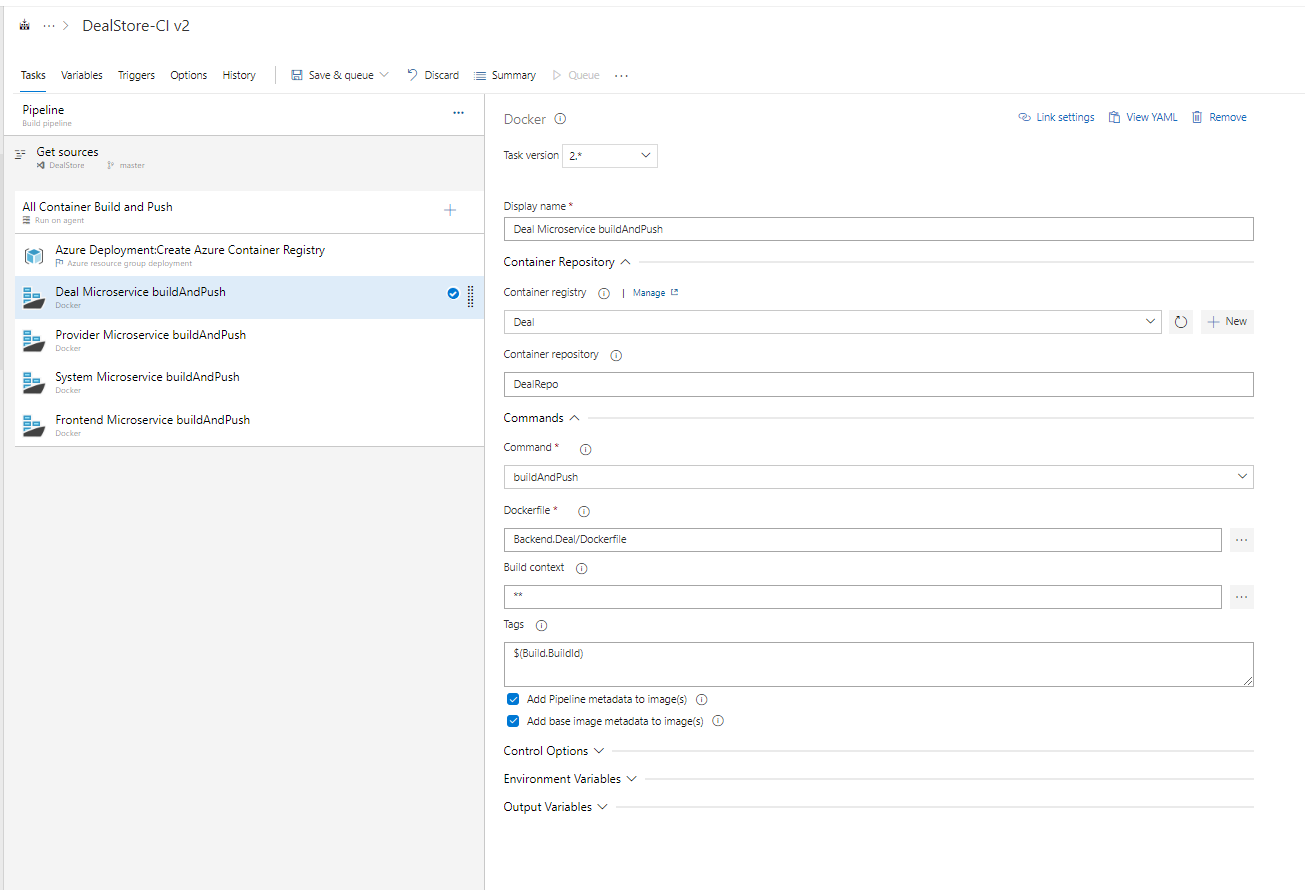 ··· > DealStore-CI v2
Tasks Variables Triggers Options History Save & queue Discard Summary Queue ···
Pipeline ···
Build pipeline
Get sources
DealStore master
All Container Build and Push
Run on agent
Azure Deployment:Create Azure Container Registry
Azure resource group deployment
Deal Microservice buildAndPush
Docker
Provider Microservice buildAndPush
Docker
System Microservice buildAndPush
Docker
Frontend Microservice buildAndPush
Docker
Docker Link settings View YAML Remove
Task version 2.*
Display name *
Deal Microservice buildAndPush
Container Repository
Container registry | Manage
Deal New
Container repository
DealRepo
Commands
Command *
buildAndPush
Dockerfile *
Backend.Deal/Dockerfile ···
Build context
** ···
Tags
$(Build.BuildId)
Add Pipeline metadata to image(s)
Add base image metadata to image(s)
Control Options
Environment Variables
Output Variables